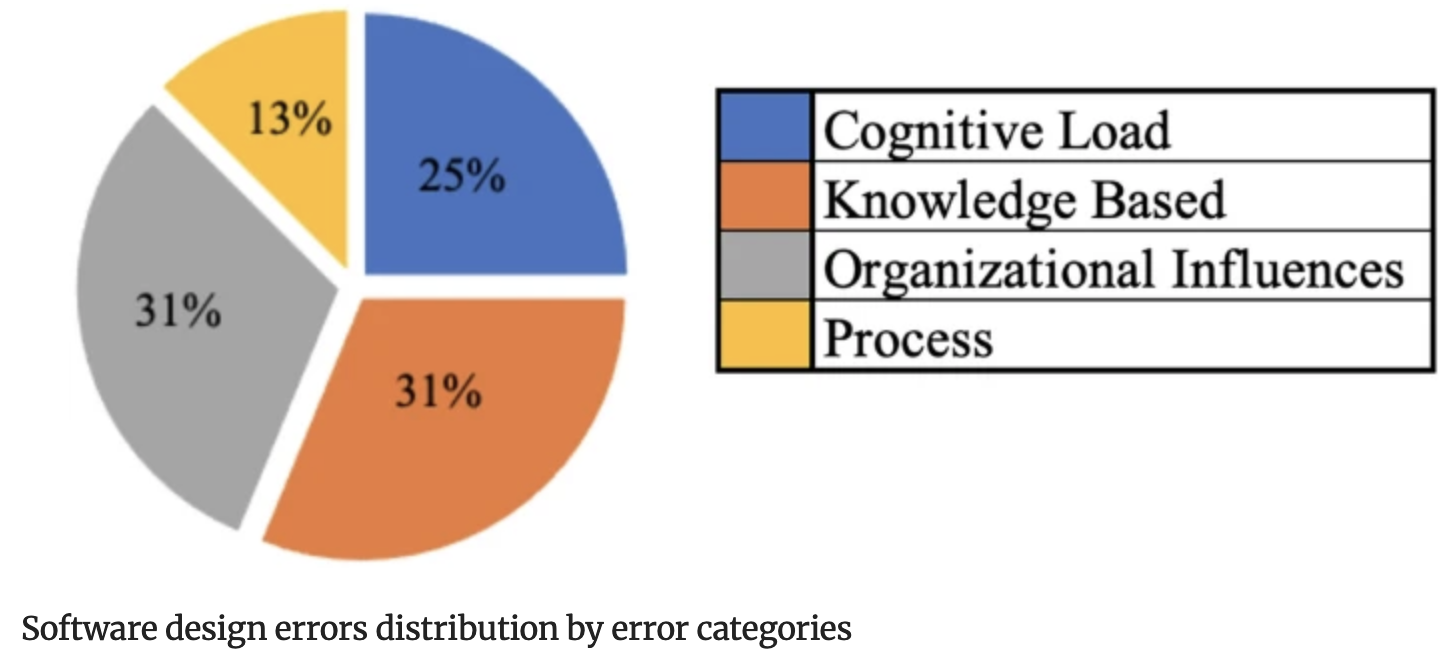 13%
25%
31%
31%
Cognitive Load
Knowledge Based
Organizational Influences
Process
Software design errors distribution by error categories